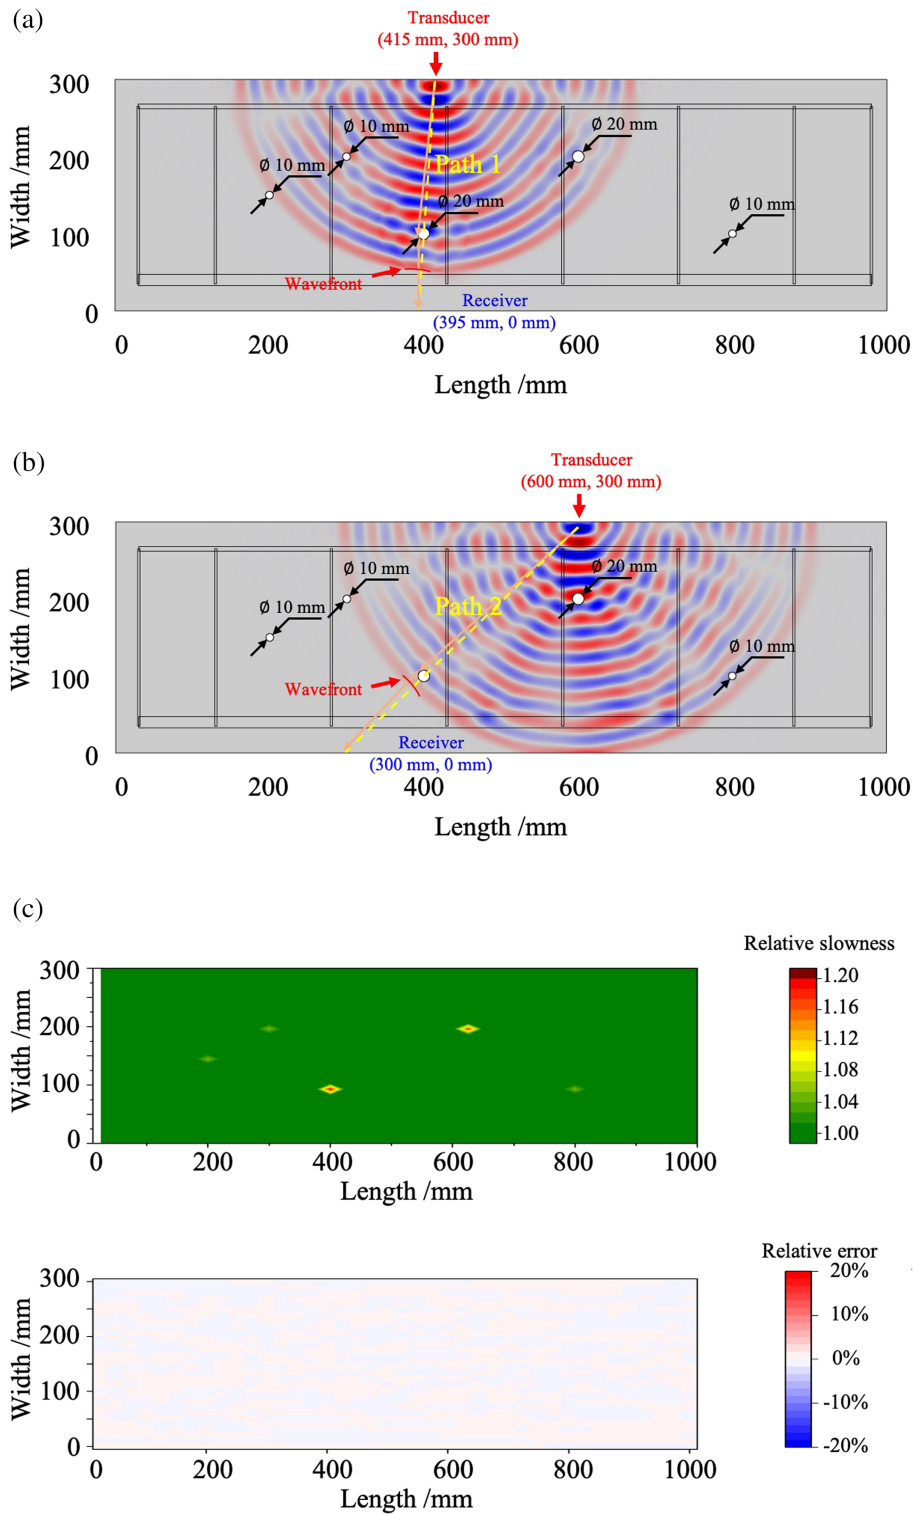 (a)
Transducer
(415 mm, 300 mm)
300
200
100
0
Width /mm
Ø 10 mm
Ø 10 mm
Ø 20 mm
Path 1
Ø 20 mm
Ø 10 mm
Wavefront
Receiver
(395 mm, 0 mm)
0 200 400 600 800 1000
Length /mm
(b)
Transducer
(600 mm, 300 mm)
300
200
100
0
Width /mm
Ø 20 mm
Ø 10 mm
Ø 10 mm
Path 2
Ø 10 mm
Wavefront
Receiver
(300 mm, 0 mm)
0 200 400 600 800 1000
Length /mm
(c)
Relative slowness
300
200
100
0
Width /mm
1.20
1.16
1.12
1.08
1.04
1.00
0 200 400 600 800 1000
Length /mm
Relative error
300
200
100
0
Width /mm
20%
10%
0%
-10%
-20%
0 200 400 600 800 1000
Length /mm